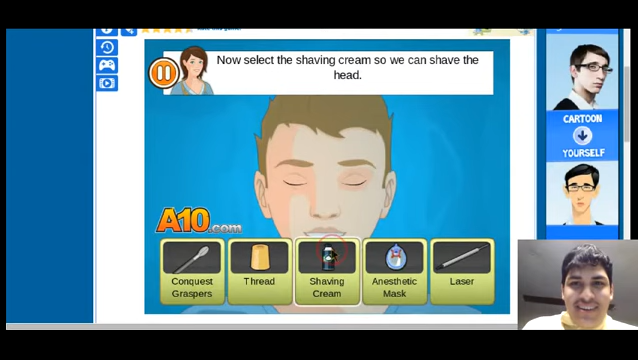 Now select the shaving cream so we can shave the
head.
CARTOON
YOURSELF
A10.com
Conquest
Graspers
Thread
Shaving
Cream
Anesthetic
Mask
Laser